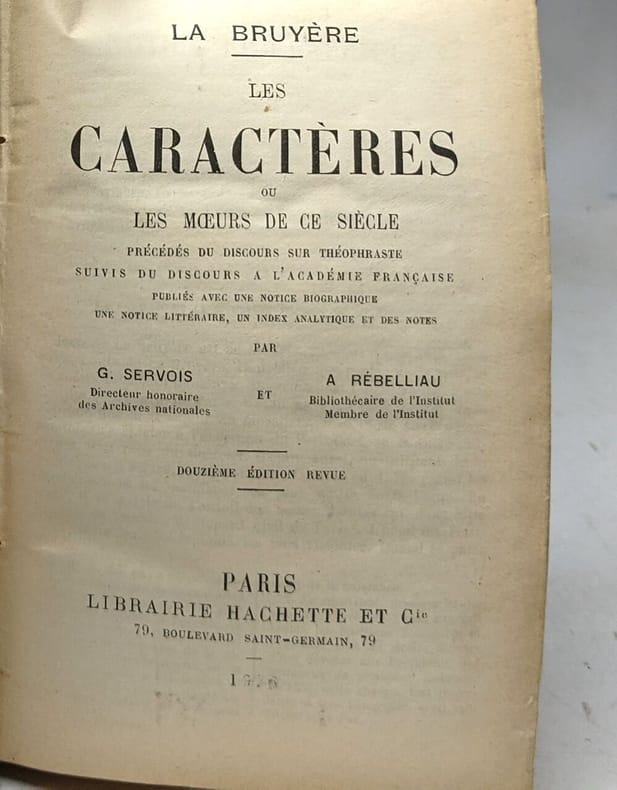 LA BRUYÈRE
LES
CARACTÈRES
OU
LES MŒURS DE CE SIÈCLE
PRÉCÉDÉS DU DISCOURS SUR THÉOPHRASTE
SUIVIS DU DISCOURS A L'ACADÉMIE FRANÇAISE
PUBLIÉS AVEC UNE NOTICE BIOGRAPHIQUE
UNE NOTICE LITTÉRAIRE, UN INDEX ANALYTIQUE ET DES NOTES
PAR
G. SERVOIS
Directeur honoraire
des Archives nationales
ET
A RÉBELLIAU
Bibliothécaire de l'Institut
Membre de l'Institut
DOUZIÈME ÉDITION REVUE
PARIS
LIBRAIRIE HACHETTE ET Cie
79, BOULEVARD SAINT-GERMAIN, 79